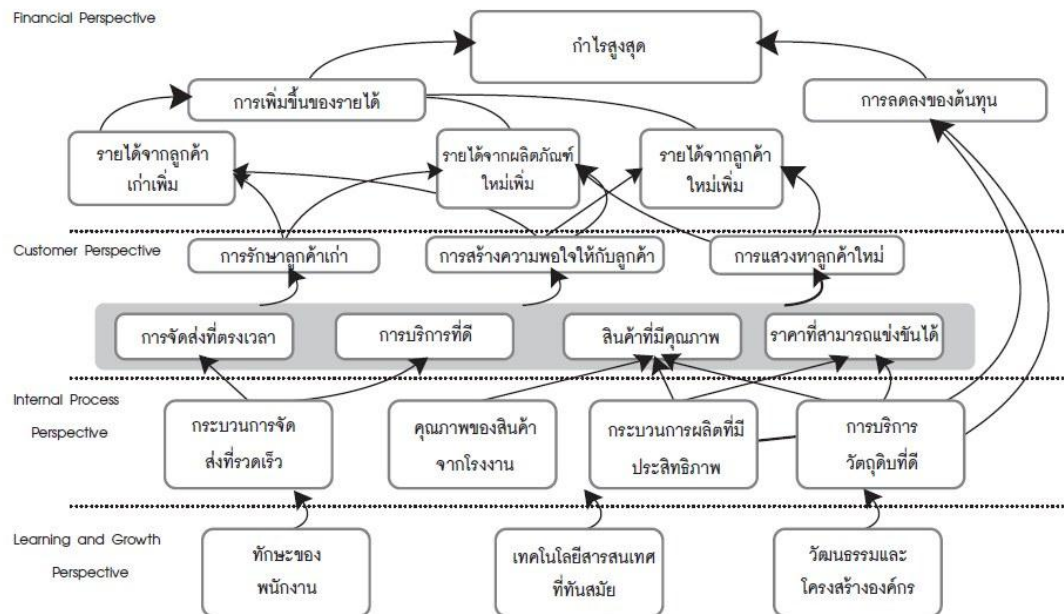 Financial Perspective
กำไรสูงสุด
การเพิ่มขึ้นของรายได้
การลดลงของต้นทุน
รายได้จากลูกค้า
เก่าเพิ่ม
รายได้จากผลิตภัณฑ์
ใหม่เพิ่ม
รายได้จากลูกค้า
ใหม่เพิ่ม
Customer Perspective
การรักษาลูกค้าเก่า
การสร้างความพอใจให้กับลูกค้า
การแสวงหาลูกค้าใหม่
การจัดส่งที่ตรงเวลา
การบริการที่ดี
สินค้าที่มีคุณภาพ
ราคาที่สามารถแข่งขันได้
Internal Process
Perspective
กระบวนการจัด
ส่งที่รวดเร็ว
คุณภาพของสินค้า
จากโรงงาน
กระบวนการผลิตที่มี
ประสิทธิภาพ
การบริการ
วัตถุดิบที่ดี
Learning and Growth
Perspective
ทักษะของ
พนักงาน
เทคโนโลยีสารสนเทศ
ที่ทันสมัย
วัฒนธรรมและ
โครงสร้างองค์กร